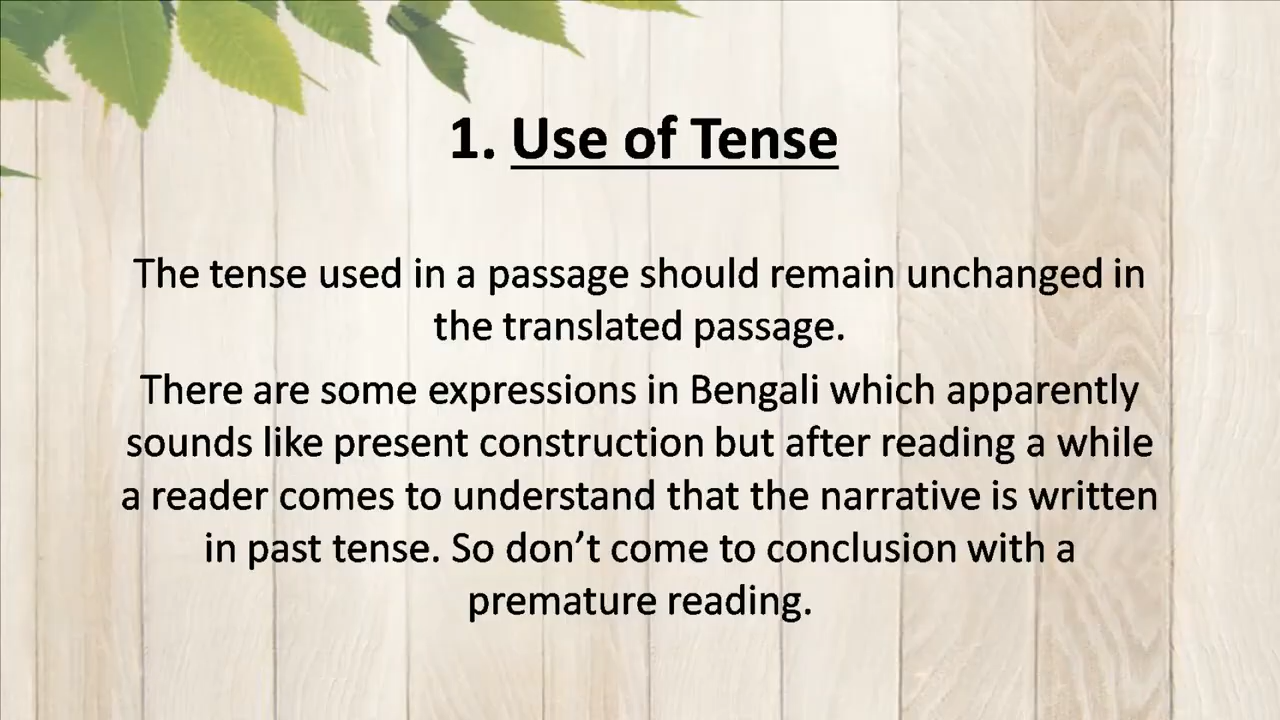 1. Use of Tense
The tense used in a passage should remain unchanged in
the translated passage.
There are some expressions in Bengali which apparently
sounds like present construction but after reading a while
a reader comes to understand that the narrative is written
in past tense. So don’t come to conclusion with a
premature reading.